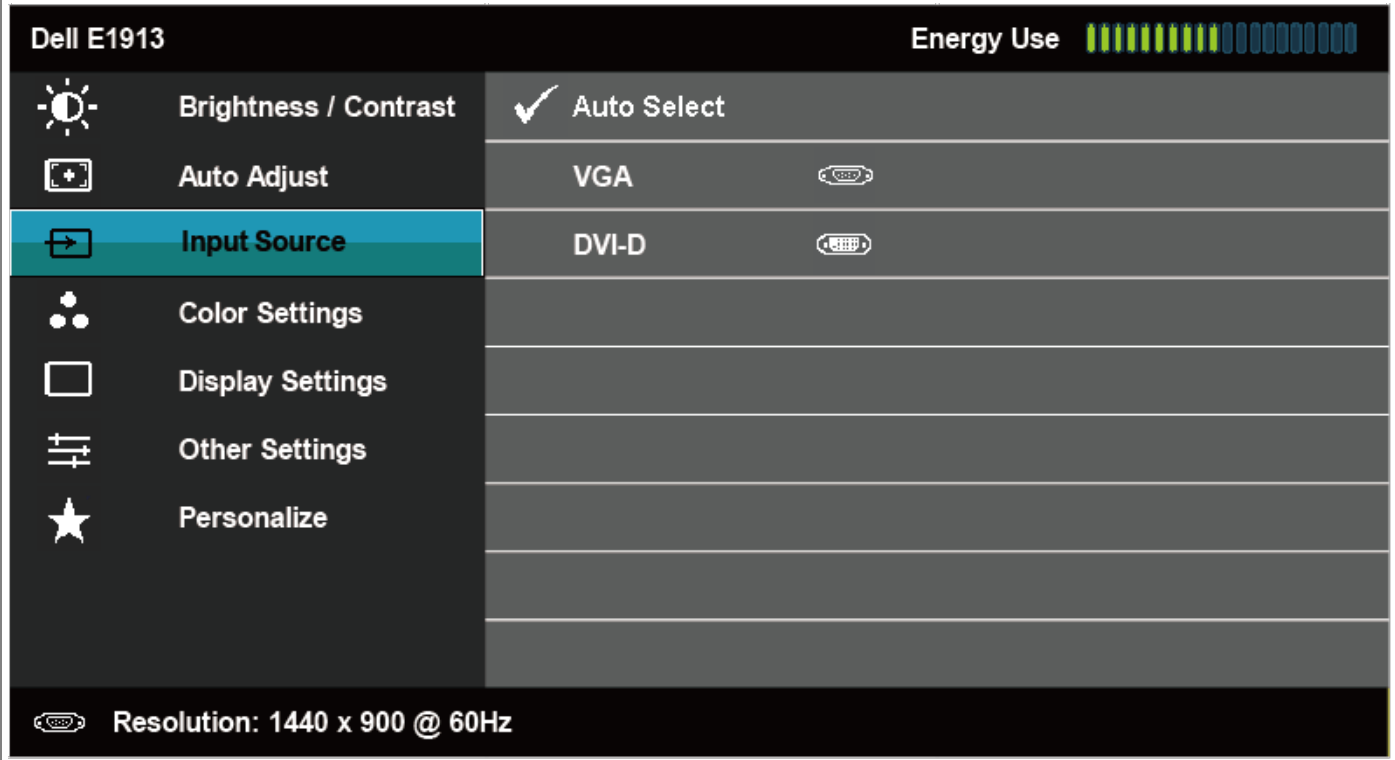 Dell E1913 Energy Use
Brightness / Contrast
Auto Adjust
Input Source
Color Settings
Display Settings
Other Settings
Personalize
Auto Select
VGA
DVI-D
Resolution: 1440 x 900 @ 60Hz